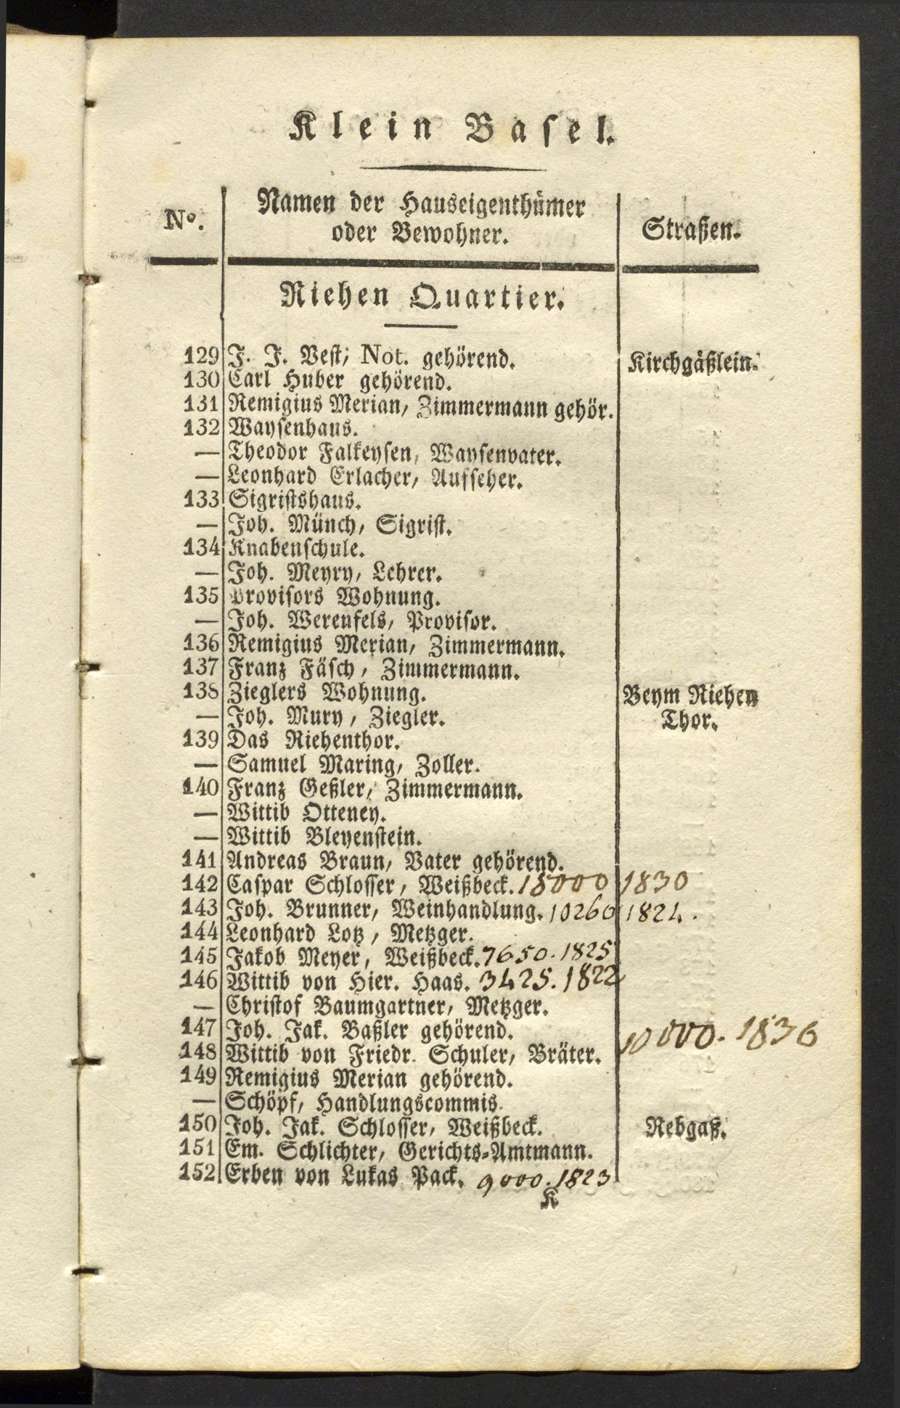 Klein Basel.
No.
Namen der Hauseigenthümer
oder Bewohner.
Straßen.
Riehen Quartier.
129 J. J. Vest, Not. gehörend. Kirchgäßlein.
130 Carl Huber gehörend.
131 Remigius Merian, Zimmermann gehör.
132 Waysenhaus.
— Theodor Falkeysen, Waysenvater.
— Leonhard Erlacher, Aufseher.
133 Sigristshaus.
— Joh. Münch, Sigrist.
134 Knabenschule.
— Joh. Meyry, Lehrer.
135 Provisors Wohnung.
— Joh. Werenfels, Provisor.
136 Remigius Merian, Zimmermann.
137 Franz Fäsch, Zimmermann.
138 Zieglers Wohnung. Beym Riehen
— Joh. Mury, Ziegler. Thor.
139 Das Riehenthor.
— Samuel Maring, Zoller.
140 Franz Geßler, Zimmermann.
— Wittib Otteney.
— Wittib Bleyenstein.
141 Andreas Braun, Vater gehörend.
142 Caspar Schlosser, Weißbeck. 18000 1830
143 Joh. Brunner, Weinhandlung. 10260 1824.
144 Leonhard Lotz, Metzger.
145 Jakob Meyer, Weißbeck. 7650. 1825
146 Wittib von Hier. Haas. 3425. 1822
— Christof Baumgartner, Metzger.
147 Joh. Jak. Baßler gehörend.
148 Wittib von Friedr. Schuler, Bräter. 10000. 1836
149 Remigius Merian gehörend.
— Schöpf, Handlungscommis.
150 Joh. Jak. Schlosser, Weißbeck. Rebgaß.
151 Em. Schlichter, Gerichts-Amtmann.
152 Erben von Lukas Pack. 9000. 1823
K